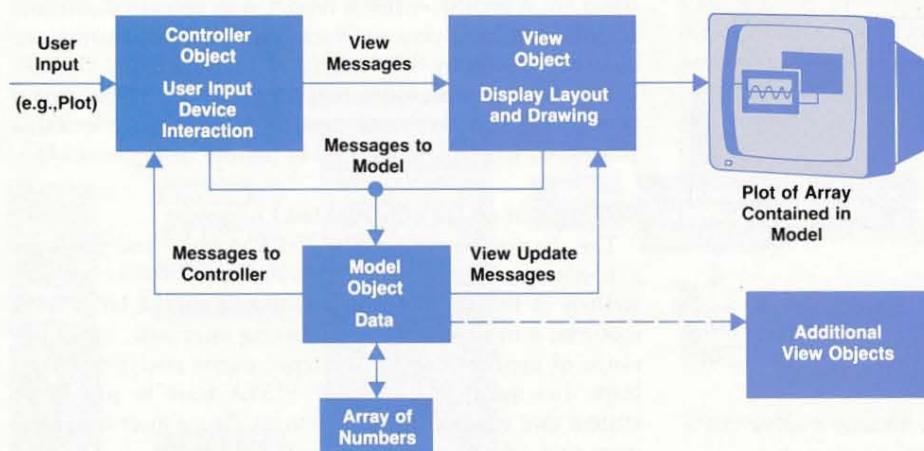 User
Input
(e.g.,Plot)
Controller
Object
User Input
Device
Interaction
View
Messages
View
Object
Display Layout
and Drawing
Messages to
Model
Plot of Array
Contained in
Model
Messages to
Controller
Model
Object
Data
View Update
Messages
Additional
View Objects
Array of
Numbers